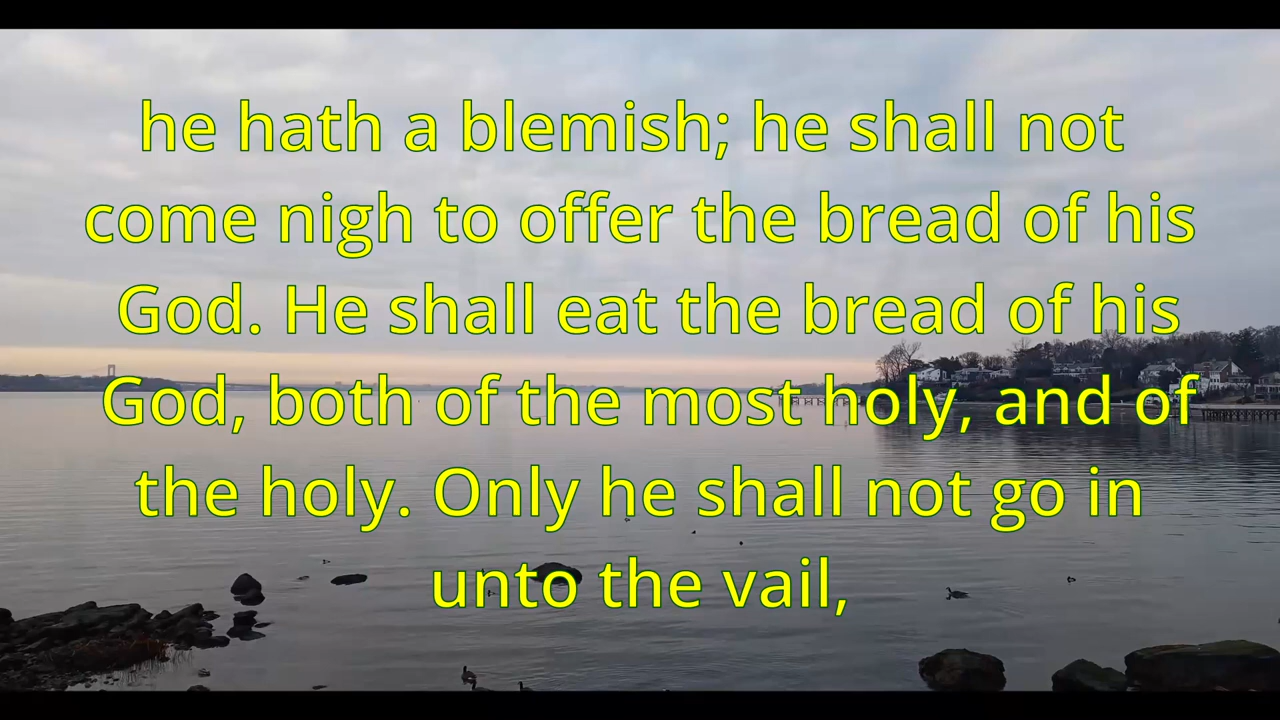 he hath a blemish; he shall not
come nigh to offer the bread of his
God. He shall eat the bread of his
God, both of the most holy, and of
the holy. Only he shall not go in
unto the vail,